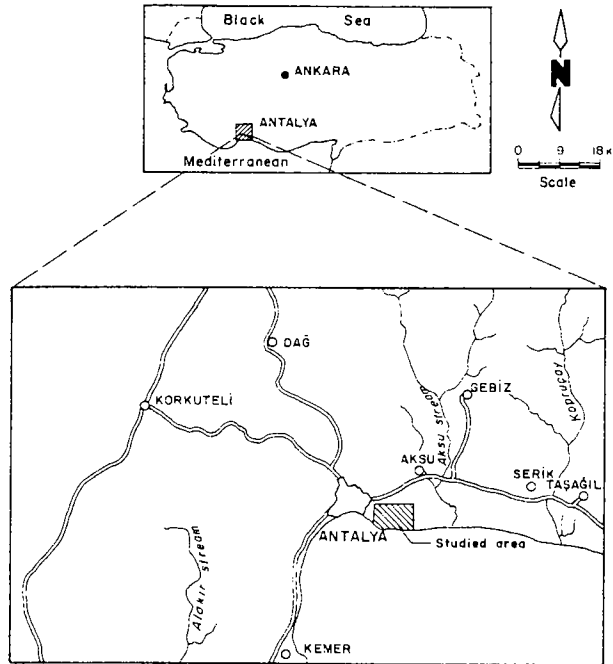 Black Sea
ANKARA
ANTALYA
Mediterranean
N
0 9 18 K
Scale
DAĞ
KORKUTELİ
GEBİZ
Köprüçay
Aksu stream
AKSU
SERİK
TAŞAĞIL
ANTALYA
Studied area
Alakır stream
KEMER